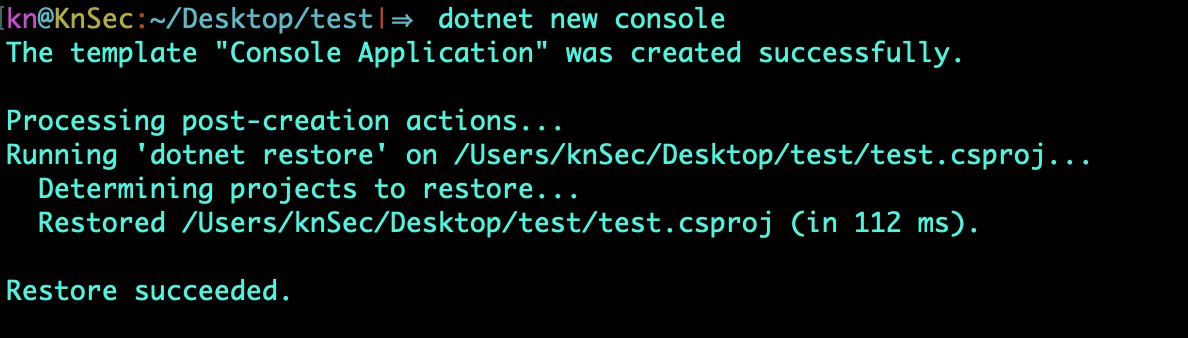 kn@KnSec:~/Desktop/test|⇒ dotnet new console
The template "Console Application" was created successfully.
Processing post-creation actions...
Running 'dotnet restore' on /Users/knSec/Desktop/test/test.csproj...
Determining projects to restore...
Restored /Users/knSec/Desktop/test/test.csproj (in 112 ms).
Restore succeeded.